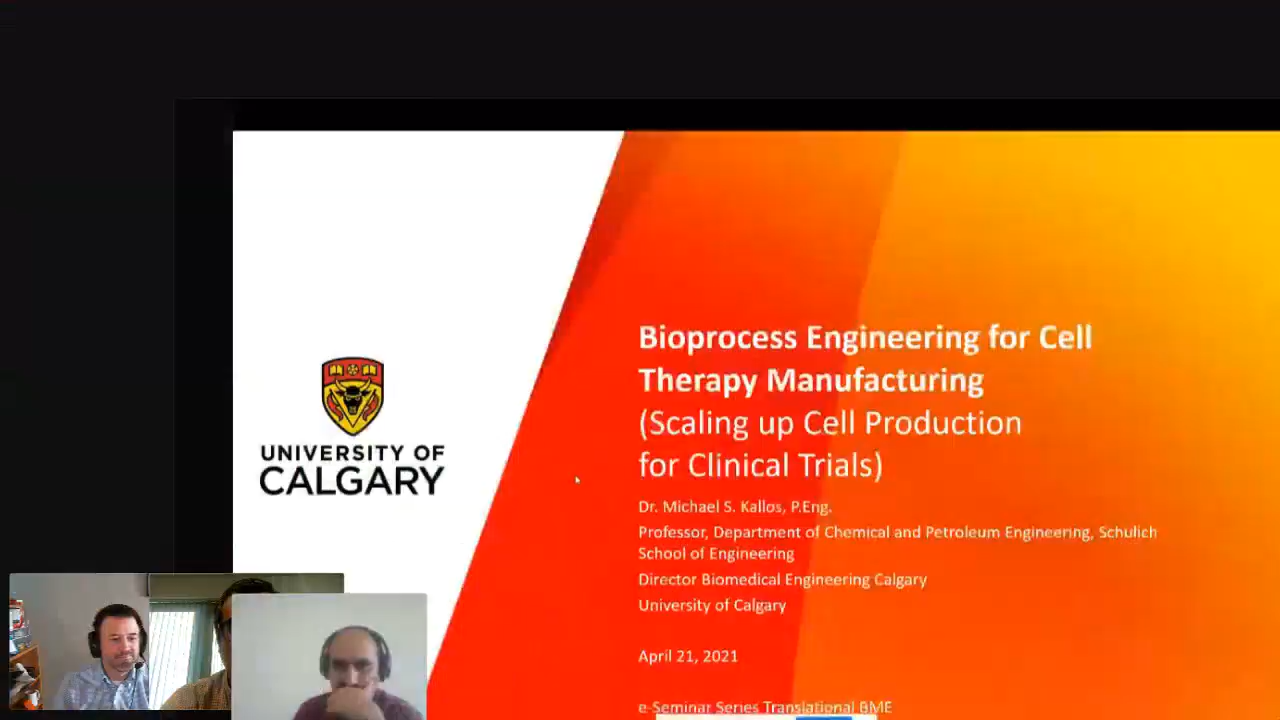 UNIVERSITY OF
CALGARY
Bioprocess Engineering for Cell
Therapy Manufacturing
(Scaling up Cell Production
for Clinical Trials)
Dr. Michael S. Kallos, P.Eng.
Professor, Department of Chemical and Petroleum Engineering, Schulich
School of Engineering
Director Biomedical Engineering Calgary
University of Calgary
April 21, 2021
e-Seminar Series Translational BME